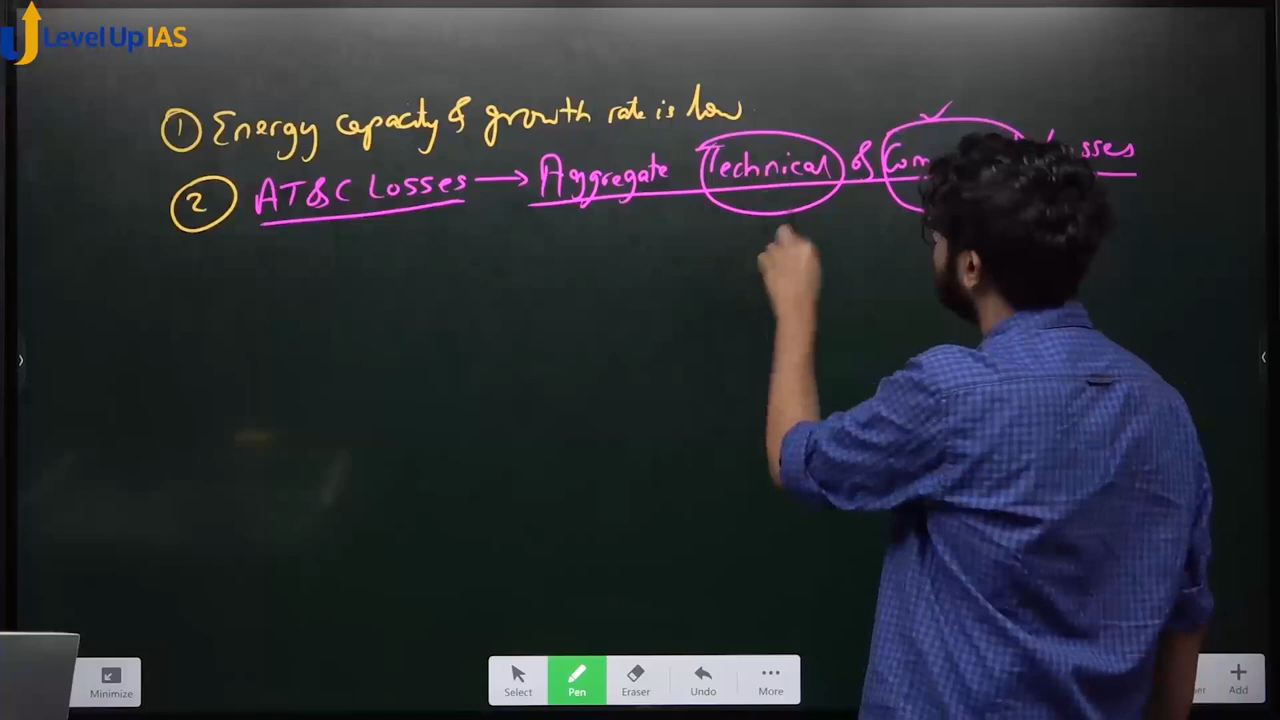 Level Up IAS
① Energy capacity & growth rate is low
② AT&C Losses → Aggregate Technical &
Minimize
Select
Pen
Eraser
Undo
More
Add